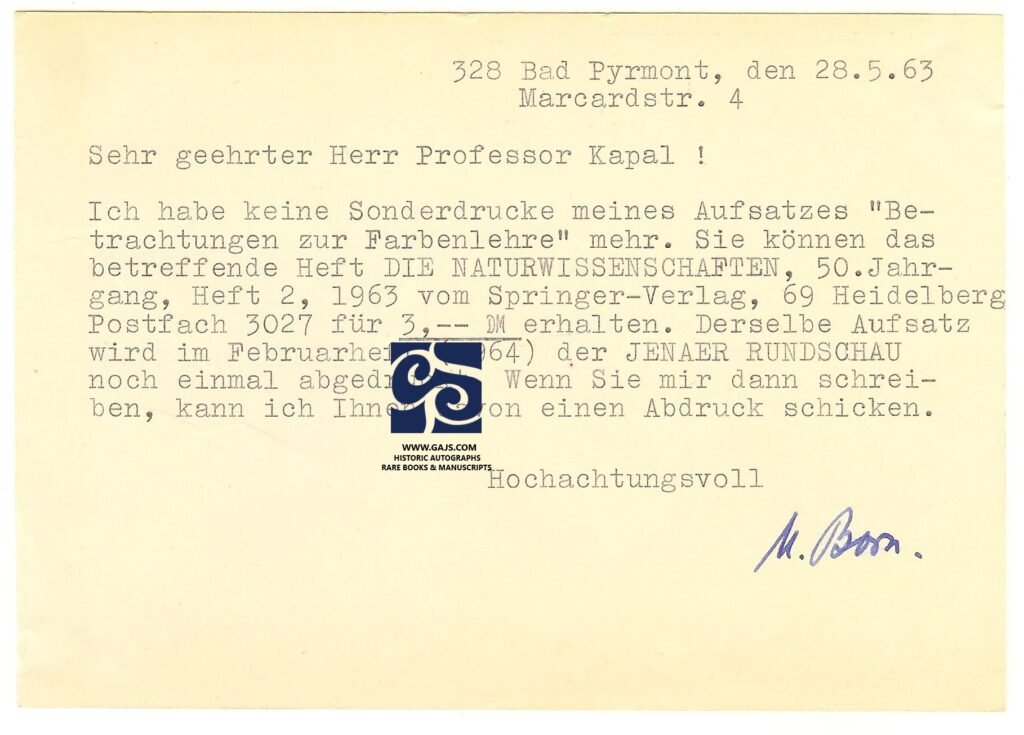 328 Bad Pyrmont, den 28.5.63
Marcardstr. 4
Sehr geehrter Herr Professor Kapal !
Ich habe keine Sonderdrucke meines Aufsatzes "Be-
trachtungen zur Farbenlehre" mehr. Sie können das
betreffende Heft DIE NATURWISSENSCHAFTEN, 50.Jahr-
gang, Heft 2, 1963 vom Springer-Verlag, 69 Heidelberg
Postfach 3027 für 3,-- DM erhalten. Derselbe Aufsatz
wird im 64) der JENAER RUNDSCHAU
noch einmal Wenn Sie mir dann schrei-
ben, kann ich einen Abdruck schicken.
WWW.GAJS.COM
HISTORIC AUTOGRAPHS
RARE BOOKS & MANUSCRIPTS
Hochachtungsvoll
M. Born.